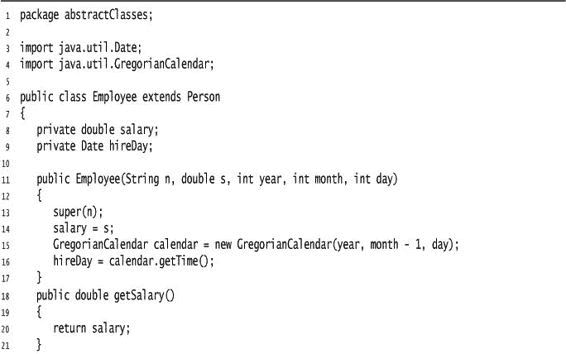 1 package abstractClasses;
2
3 import java.util.Date;
4 import java.util.GregorianCalendar;
5
6 public class Employee extends Person
7 {
8 private double salary;
9 private Date hireDay;
10
11 public Employee(String n, double s, int year, int month, int day)
12 {
13 super(n);
14 salary = s;
15 GregorianCalendar calendar = new GregorianCalendar(year, month - 1, day);
16 hireDay = calendar.getTime();
17 }
18 public double getSalary()
19 {
20 return salary;
21 }